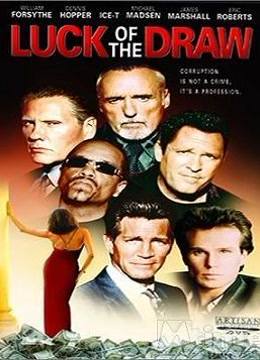 WILLIAM FORSYTHE DENNIS HOPPER ICE-T MICHAEL MADSEN JAMES MARSHALL ERIC ROBERTS
LUCK OF THE DRAW
CORRUPTION
IS NOT A CRIME.
IT'S A PROFESSION.
ARTISAN
DVD